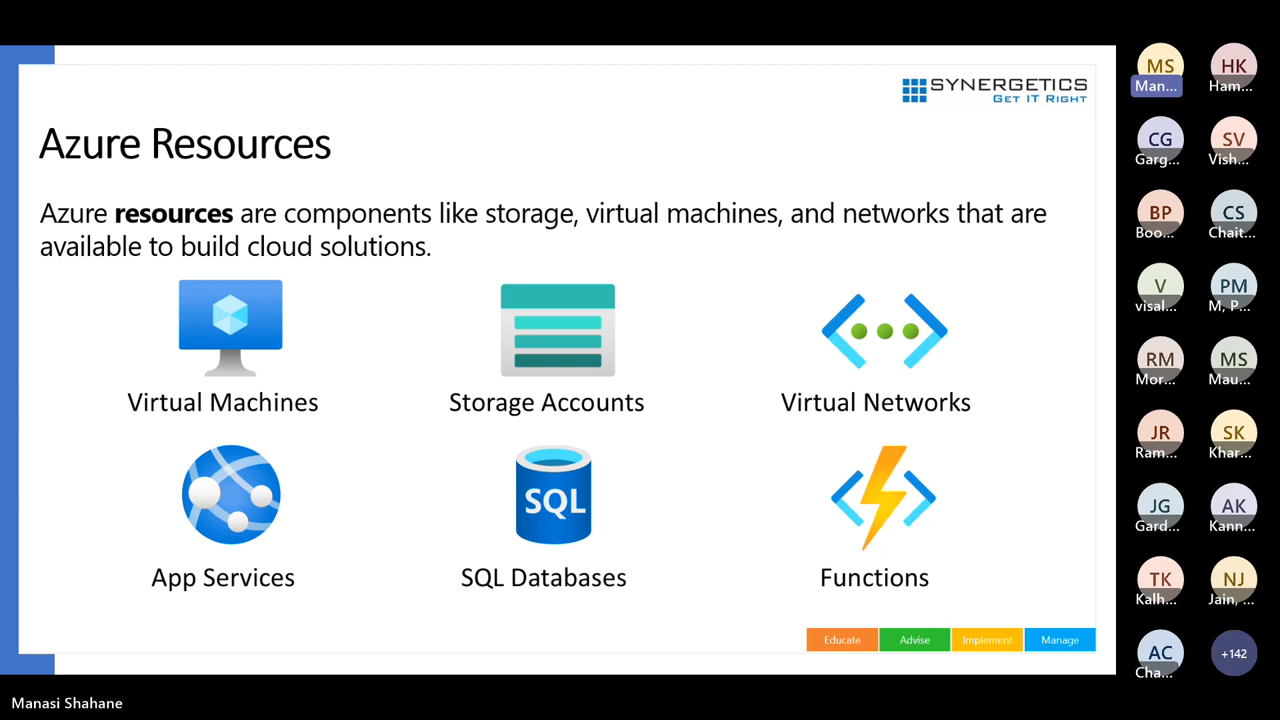 SYNERGETICS
GET IT RIGHT
Azure Resources
Azure resources are components like storage, virtual machines, and networks that are
available to build cloud solutions.
Virtual Machines
Storage Accounts
Virtual Networks
SQL
App Services
SQL Databases
Functions
Educate
Advise
Implement
Manage
Manasi Shahane
MS
Man...
HK
Ham...
CG
Garg...
SV
Vish...
BP
Boo...
CS
Chait...
V
visal...
PM
M, P...
RM
Mor...
MS
Mau...
JR
Ram...
SK
Khar...
JG
Gard...
AK
Kann...
TK
Kalh...
NJ
Jain, ...
AC
Cha...
+142